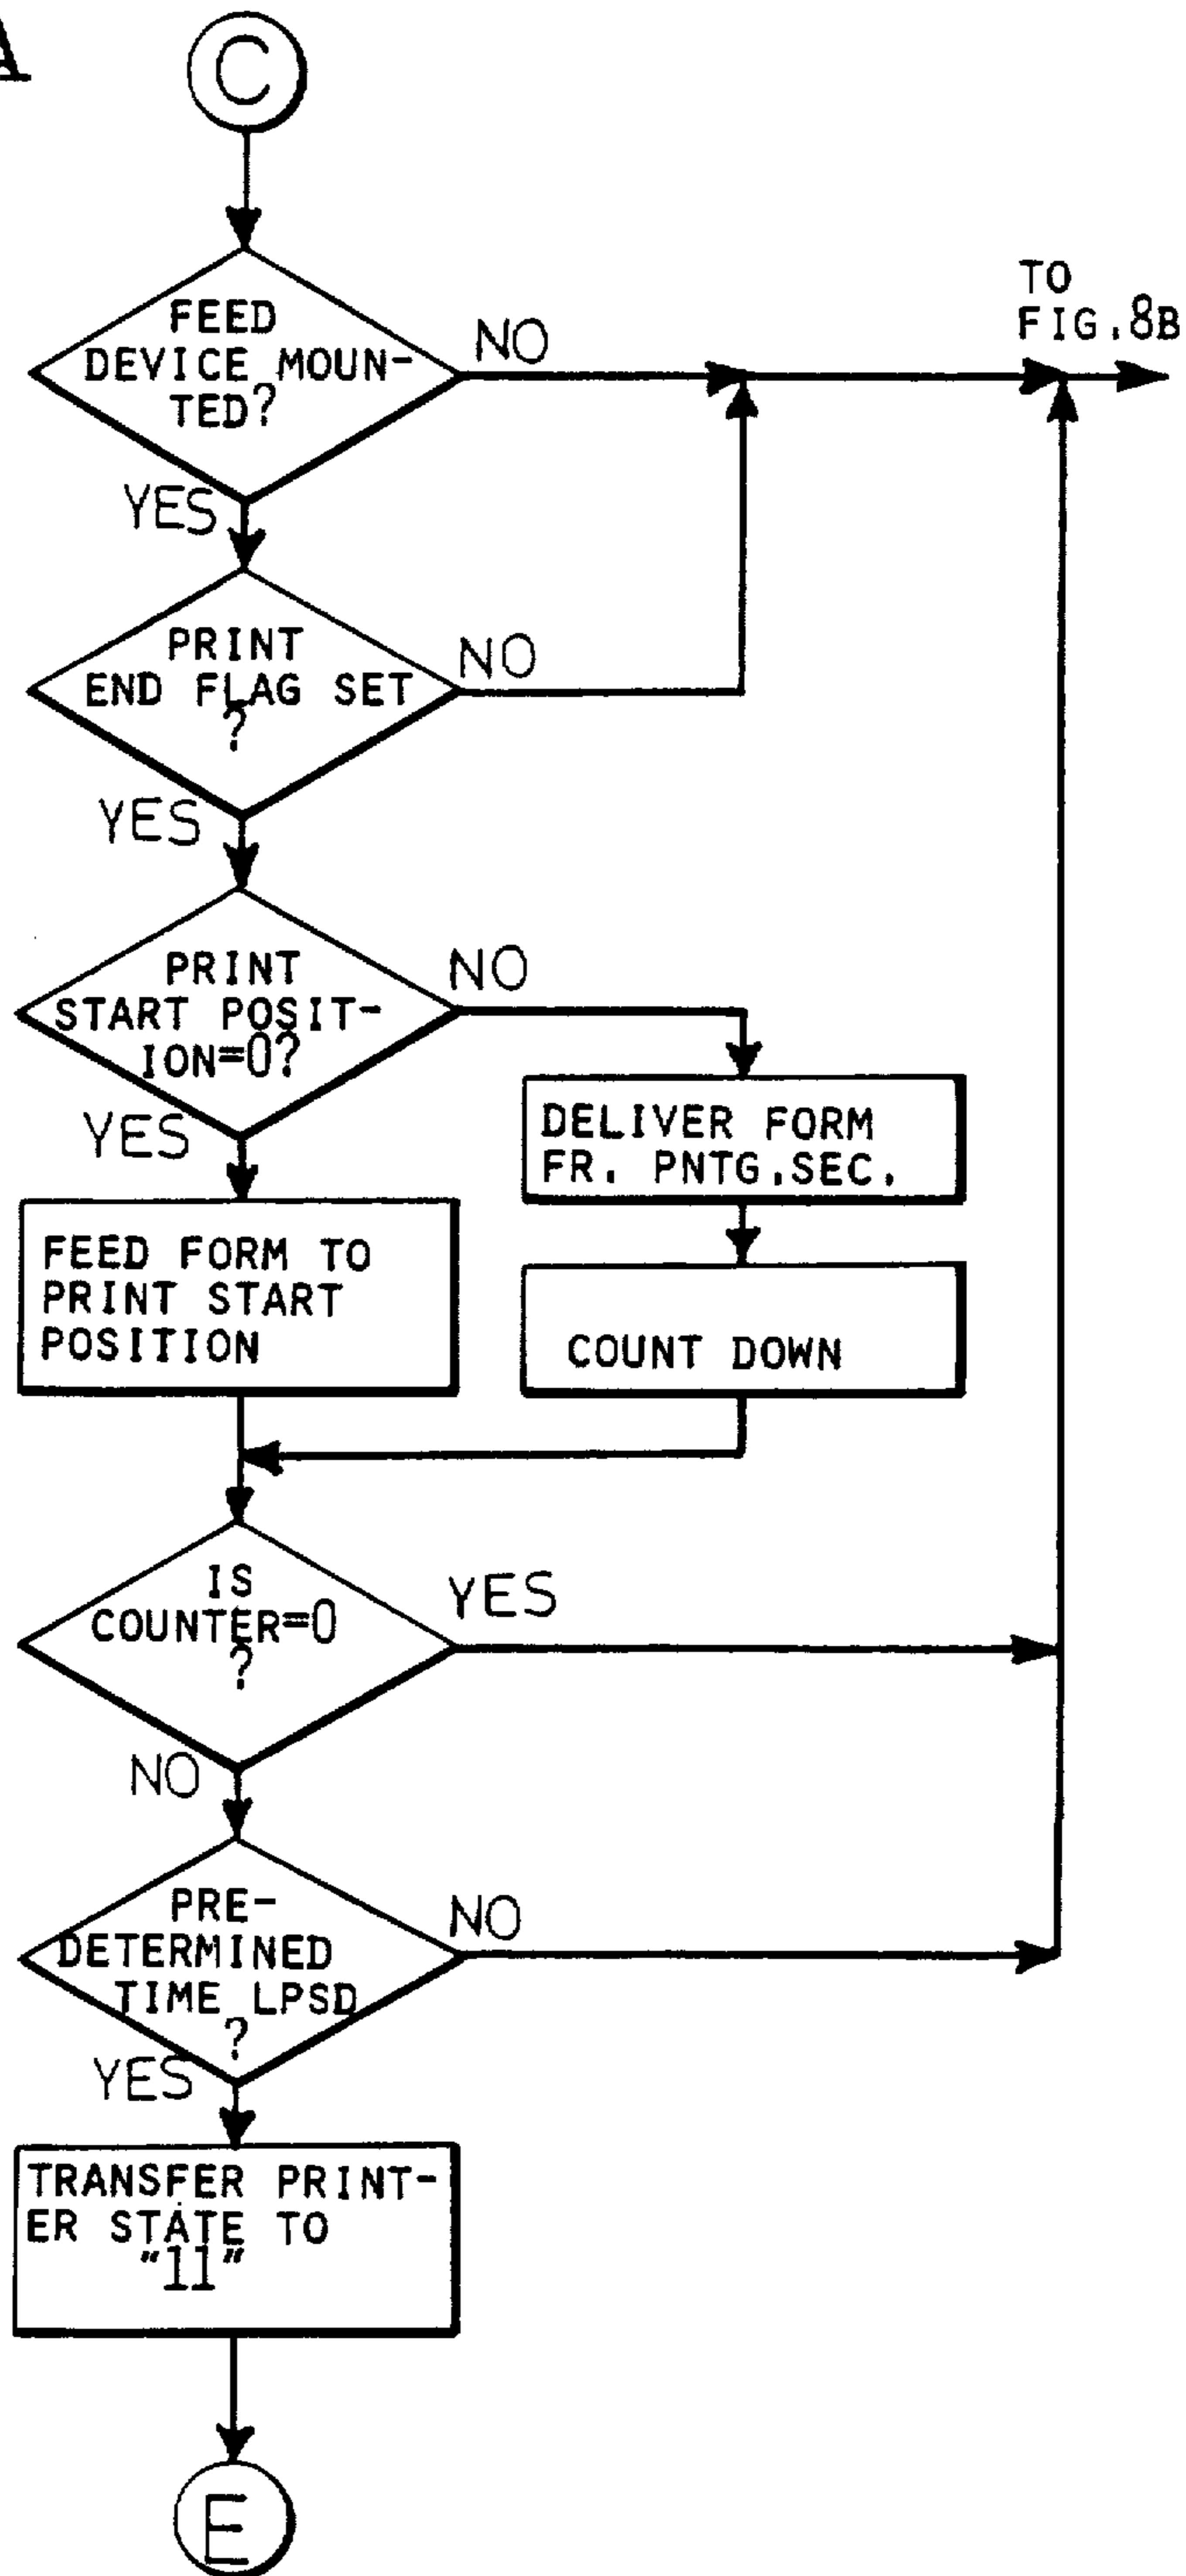 A
C
FEED
DEVICE MOUN-
TED?
NO
TO
FIG.8B
YES
PRINT
END FLAG SET
?
NO
YES
PRINT
START POSIT-
ION=0?
NO
YES
DELIVER FORM
FR. PNTG.SEC.
FEED FORM TO
PRINT START
POSITION
COUNT DOWN
IS
COUNTER=0
?
YES
NO
PRE-
DETERMINED
TIME LPSD
?
NO
YES
TRANSFER PRINT-
ER STATE TO
"11"
E